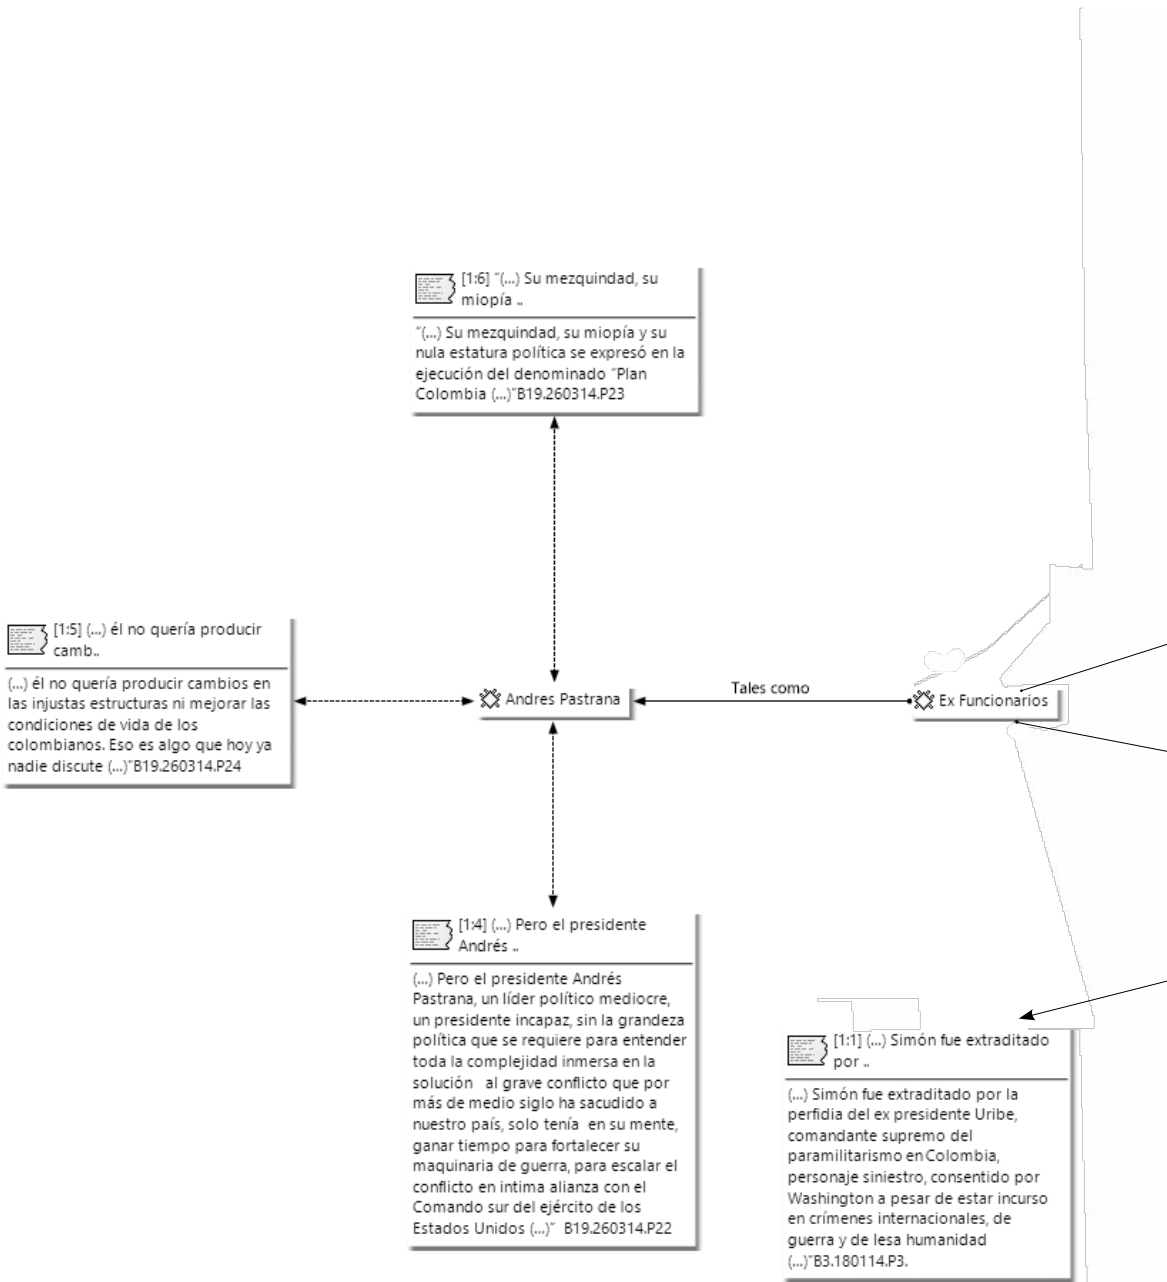 [1:6] "(...) Su mezquindad, su
miopía ..
"(...) Su mezquindad, su miopía y su
nula estatura política se expresó en la
ejecución del denominado "Plan
Colombia (...)"B19.260314.P23
[1:5] (...) él no quería producir
camb..
(...) él no quería producir cambios en
las injustas estructuras ni mejorar las
condiciones de vida de los
colombianos. Eso es algo que hoy ya
nadie discute (...)"B19.260314.P24
Andres Pastrana
Tales como
Ex Funcionarios
[1:4] (...) Pero el presidente
Andrés ..
(...) Pero el presidente Andrés
Pastrana, un líder político mediocre,
un presidente incapaz, sin la grandeza
política que se requiere para entender
toda la complejidad inmersa en la
solución al grave conflicto que por
más de medio siglo ha sacudido a
nuestro país, solo tenía en su mente,
ganar tiempo para fortalecer su
maquinaria de guerra, para escalar el
conflicto en intima alianza con el
Comando sur del ejército de los
Estados Unidos (...)" B19.260314.P22
[1:1] (...) Simón fue extraditado
por ..
(...) Simón fue extraditado por la
perfidia del ex presidente Uribe,
comandante supremo del
paramilitarismo en Colombia,
personaje siniestro, consentido por
Washington a pesar de estar incurso
en crímenes internacionales, de
guerra y de lesa humanidad
(...)"B3.180114.P3.